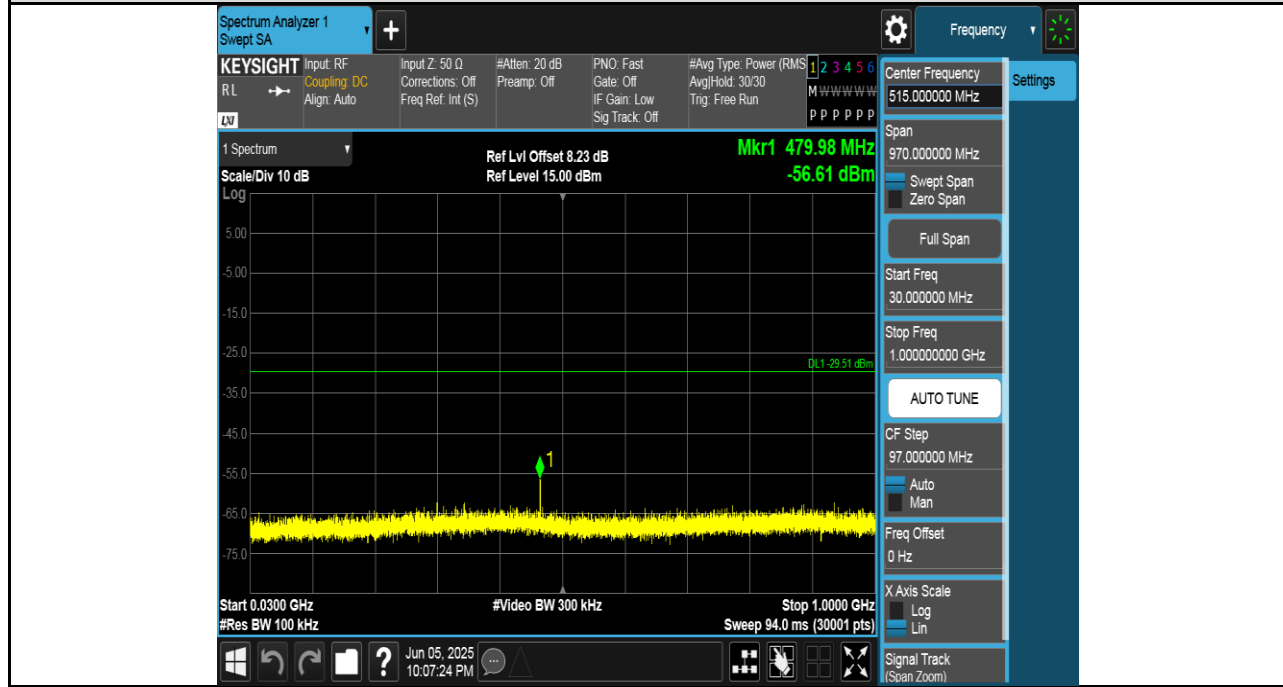 Spectrum Analyzer 1
Swept SA
+
Frequency
KEYSIGHT
RL
LXI
Input: RF
Coupling: DC
Align: Auto
Input Z: 50 Ω
Corrections: Off
Freq Ref: Int (S)
#Atten: 20 dB
Preamp: Off
PNO: Fast
Gate: Off
IF Gain: Low
Sig Track: Off
#Avg Type: Power (RMS
Avg|Hold: 30/30
Trig: Free Run
1 2 3 4 5 6
M W W W W W
P P P P P P
Center Frequency
515.000000 MHz
Settings
1 Spectrum
Scale/Div 10 dB
Log
Ref Lvl Offset 8.23 dB
Ref Level 15.00 dBm
Mkr1 479.98 MHz
-56.61 dBm
5.00
-5.00
-15.0
-25.0
-35.0
-45.0
-55.0
-65.0
-75.0
DL1 -29.51 dBm
1
Start 0.0300 GHz
#Res BW 100 kHz
#Video BW 300 kHz
Stop 1.0000 GHz
Sweep 94.0 ms (30001 pts)
Span
970.000000 MHz
Swept Span
Zero Span
Full Span
Start Freq
30.000000 MHz
Stop Freq
1.000000000 GHz
AUTO TUNE
CF Step
97.000000 MHz
Auto
Man
Freq Offset
0 Hz
X Axis Scale
Log
Lin
Signal Track
(Span Zoom)
?
Jun 05, 2025
10:07:24 PM